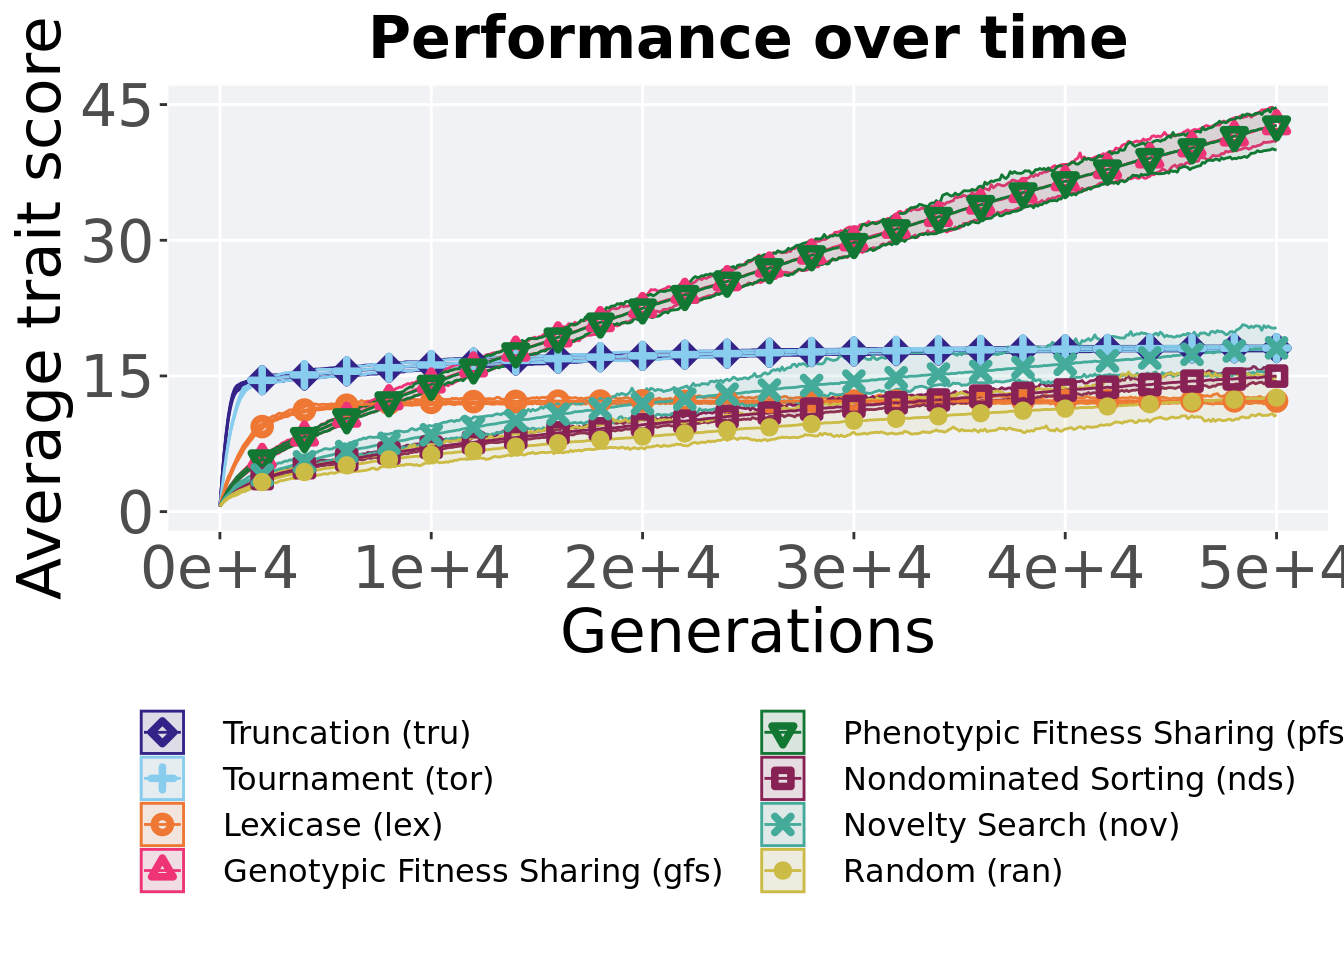 Performance over time
Average trait score
45
30
15
0
0e+4 1e+4 2e+4 3e+4 4e+4 5e+4
Generations
Truncation (tru)
Tournament (tor)
Lexicase (lex)
Genotypic Fitness Sharing (gfs)
Phenotypic Fitness Sharing (pfs
Nondominated Sorting (nds)
Novelty Search (nov)
Random (ran)